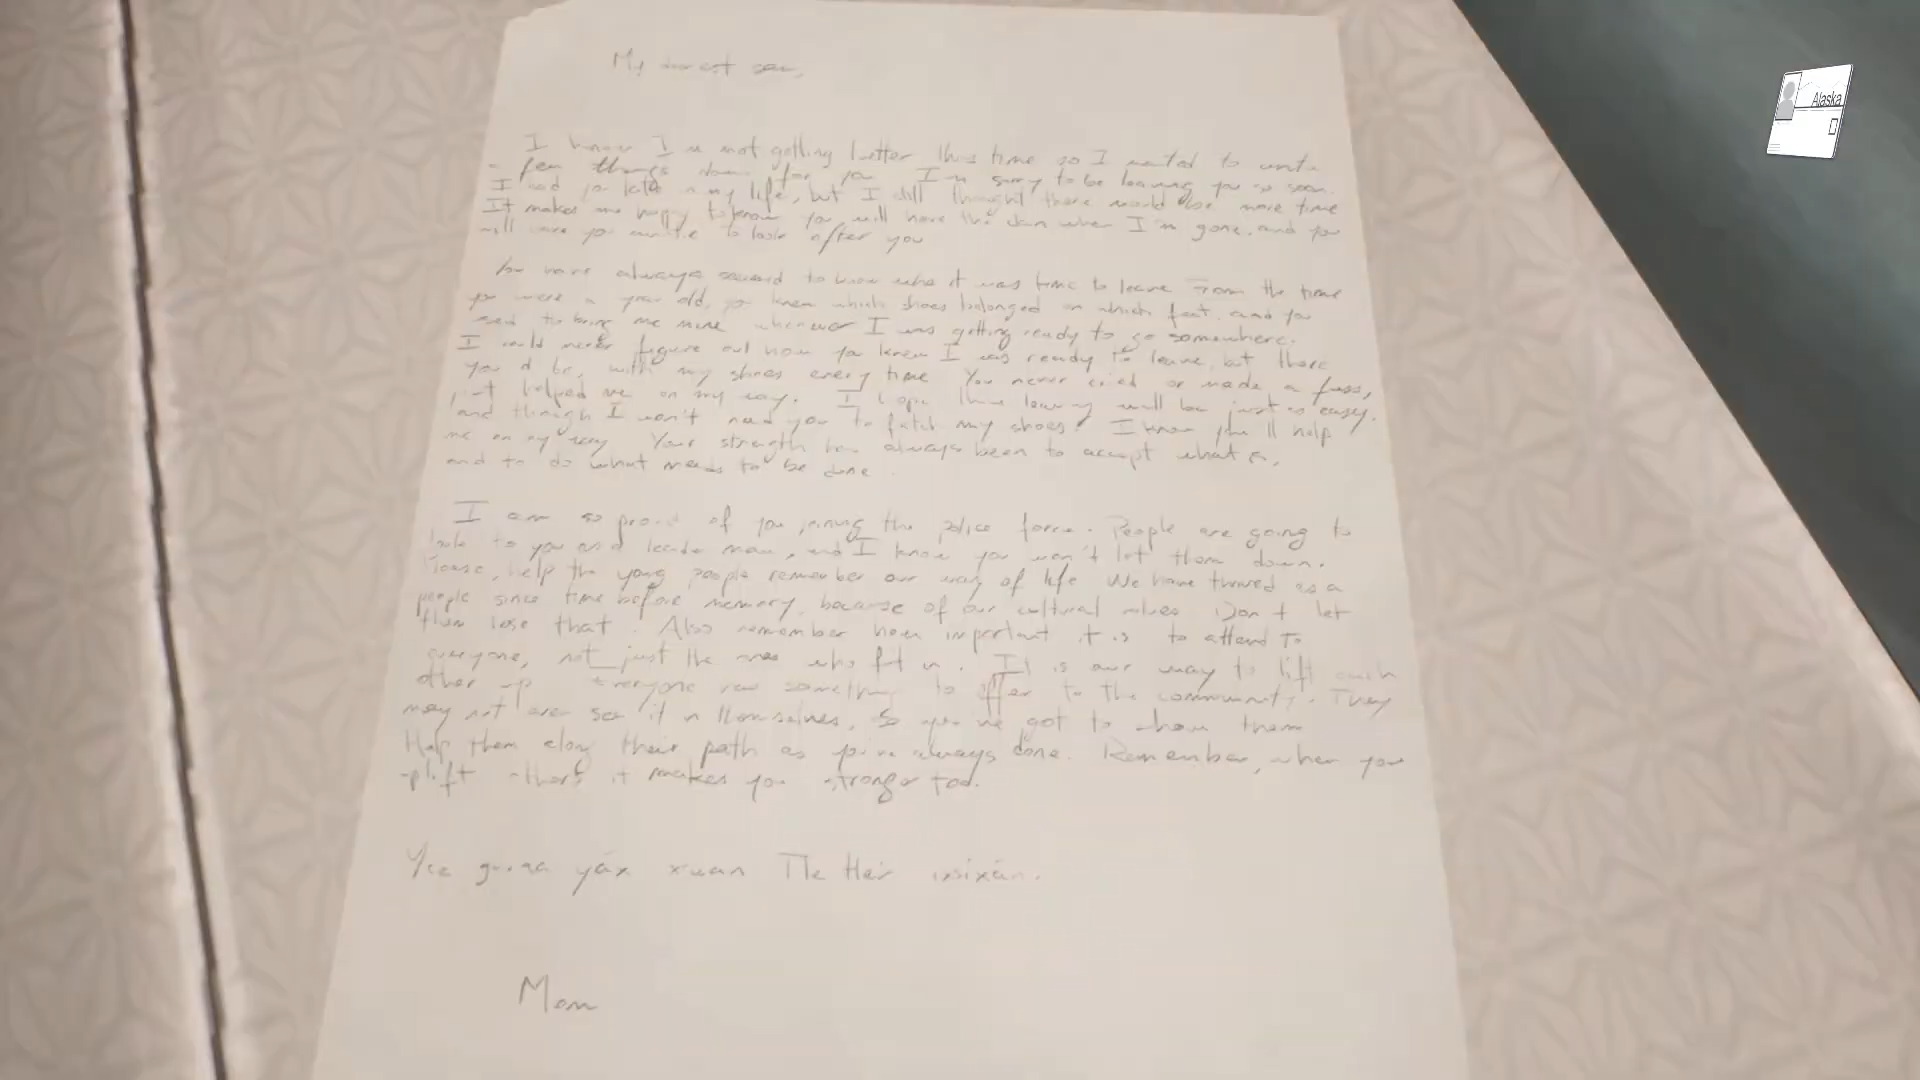 My dearest son,
I know I'm not getting better this time so I wanted to write
a few things down for you. I'm sorry to be leaving you so soon.
I had you late in my life, but I still thought there would be more time
It makes me happy to know you will have the clan when I'm gone, and you
will have your auntie to look after you
You have always seemed to know when it was time to leave From the time
you were a year old, you knew which shoes belonged on which feet, and you
used to bring me mine whenever I was getting ready to go somewhere.
I could never figure out how you knew I was ready to leave, but there
you'd be, with my shoes every time You never cried or made a fuss,
just helped me on my way. I hope this leaving will be just as easy.
and though I won't need you to fetch my shoes, I know you'll help
me on my way Your strength has always been to accept what is,
and to do what needs to be done.
I am so proud of you joining the police force. People are going to
look to you as a leader now, and I know you won't let them down.
Please, help the young people remember our way of life We have thrived as a
people since time before memory, because of our cultural values Don't let
them lose that. Also remember how important it is to attend to
everyone, not just the ones who fit in. It is our way to lift each
other up Everyone has something to offer to the community. They
may not even see it in themselves, so you've got to show them
Help them along their path as you've always done. Remember, when you
uplift others it makes you stronger too.
yáx xwan Tle
Mom
Alaska